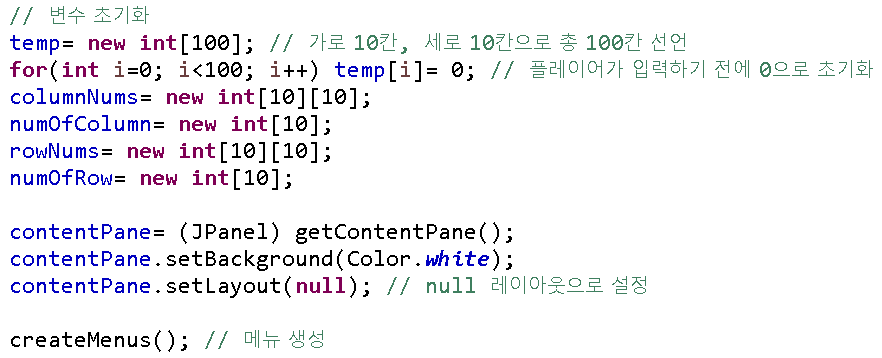 // 변수 초기화
temp= new int[100]; // 가로 10칸, 세로 10칸으로 총 100칸 선언
for(int i=0; i<100; i++) temp[i]= 0; // 플레이어가 입력하기 전에 0으로 초기화
columnNums= new int[10][10];
numOfColumn= new int[10];
rowNums= new int[10][10];
numOfRow= new int[10];
contentPane= (JPanel) getContentPane();
contentPane.setBackground(Color.white);
contentPane.setLayout(null); // null 레이아웃으로 설정
createMenus(); // 메뉴 생성